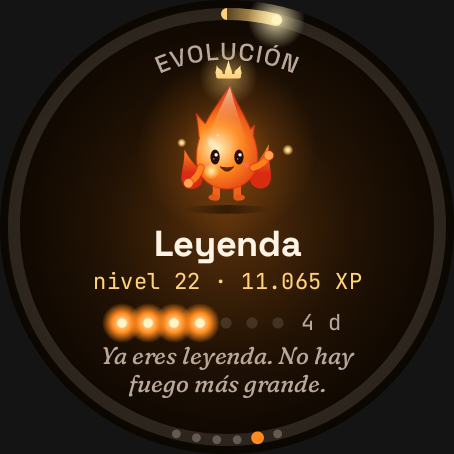 EVOLUCIÓN
Leyenda
nivel 22 · 11.065 XP
4 d
Ya eres leyenda. No hay
fuego más grande.